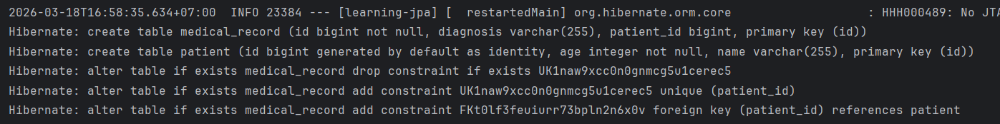 2026-03-18T16:58:35.634+07:00  INFO 23384 --- [learning-jpa] [  restartedMain] org.hibernate.orm.core                   : HHH000489: No JTA
Hibernate: create table medical_record (id bigint not null, diagnosis varchar(255), patient_id bigint, primary key (id))
Hibernate: create table patient (id bigint generated by default as identity, age integer not null, name varchar(255), primary key (id))
Hibernate: alter table if exists medical_record drop constraint if exists UK1naw9xcc0n0gnmcg5u1cerec5
Hibernate: alter table if exists medical_record add constraint UK1naw9xcc0n0gnmcg5u1cerec5 unique (patient_id)
Hibernate: alter table if exists medical_record add constraint FKt0lf3feuiurr73bpln2n6x0v foreign key (patient_id) references patient